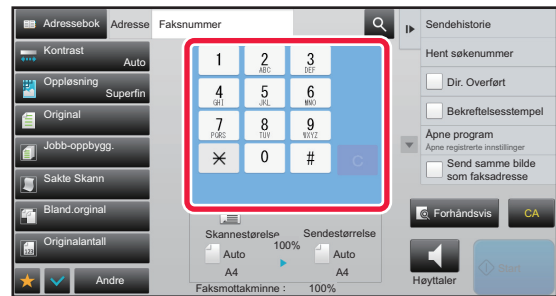 Adressebok
Adresse
Faksnummer
Kontrast
Auto
Oppløsning
Superfin
Original
Jobb-oppbygg.
Sakte Skann
Bland.orginal
Originalantall
Andre
1 2 3
ABC DEF
4 5 6
GHI JKL MNO
7 8 9
PQRS TUV WXYZ
0 #
C
Skannestørelse
Sendestørrelse
100%
Auto
A4
Auto
A4
Faksmottakminne : 100%
Sendehistorie
Hent søkenummer
Dir. Overført
Bekreftelsesstempel
Åpne program
Åpne registrerte innstillinger
Send samme bilde
som faksadresse
Forhåndsvis
CA
Høyttaler
Start